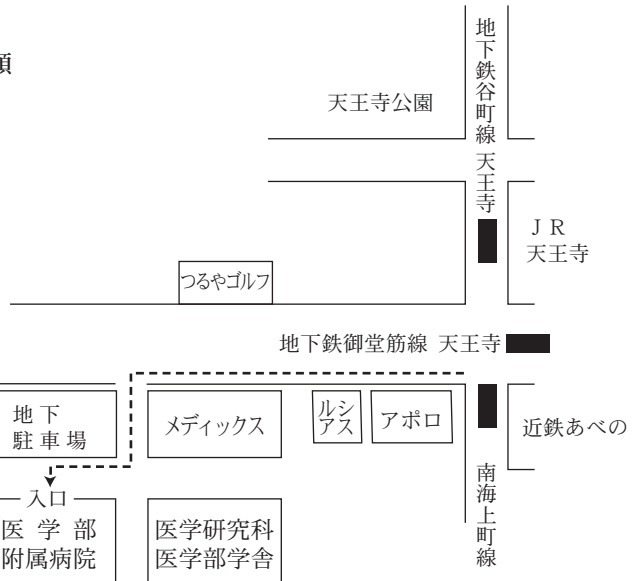 頭
地下鉄谷町線 天王寺
天王寺公園
JR
天王寺
つるやゴルフ
地下鉄御堂筋線 天王寺
地下
駐車場
メディックス
ルシ
アス
アポロ
近鉄あべの
南海上町線
入口
医学部
附属病院
医学研究科
医学部学舎